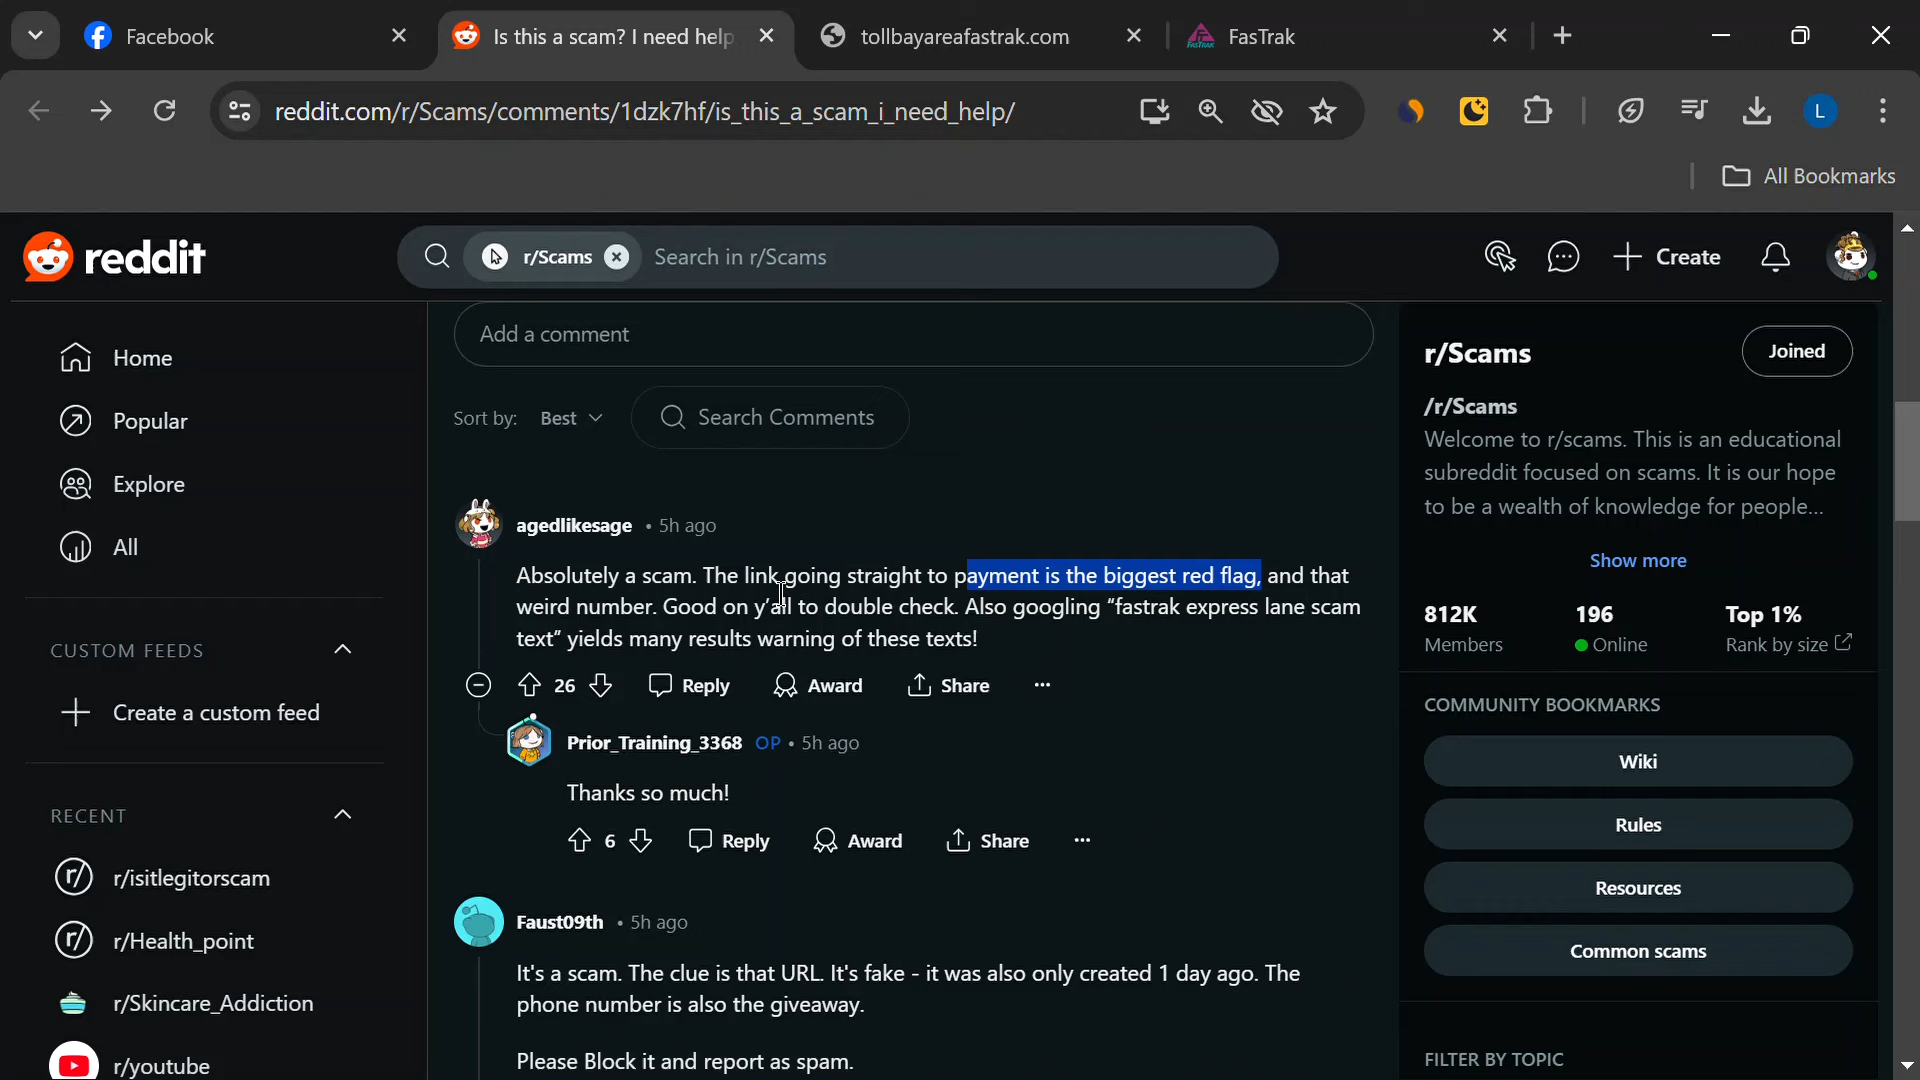 Facebook
Is this a scam? I need help
tollbayareafastrak.com
FasTrak
reddit.com/r/Scams/comments/1dzk7hf/is_this_a_scam_i_need_help/
L
All Bookmarks
reddit
r/Scams
Search in r/Scams
Create
Home
Popular
Explore
All
CUSTOM FEEDS
Create a custom feed
RECENT
r/isitlegitorscam
r/Health_point
r/Skincare_Addiction
r/youtube
Add a comment
Sort by:
Best
Search Comments
agedlikesage • 5h ago
Absolutely a scam. The link going straight to payment is the biggest red flag, and that
weird number. Good on y’all to double check. Also googling “fastrak express lane scam
text” yields many results warning of these texts!
26
Reply
Award
Share
Prior_Training_3368 OP • 5h ago
Thanks so much!
6
Reply
Award
Share
Faust09th • 5h ago
It's a scam. The clue is that URL. It's fake - it was also only created 1 day ago. The
phone number is also the giveaway.
Please Block it and report as spam.
r/Scams
Joined
/r/Scams
Welcome to r/scams. This is an educational
subreddit focused on scams. It is our hope
to be a wealth of knowledge for people...
Show more
812K
Members
196
Online
Top 1%
Rank by size
COMMUNITY BOOKMARKS
Wiki
Rules
Resources
Common scams
FILTER BY TOPIC